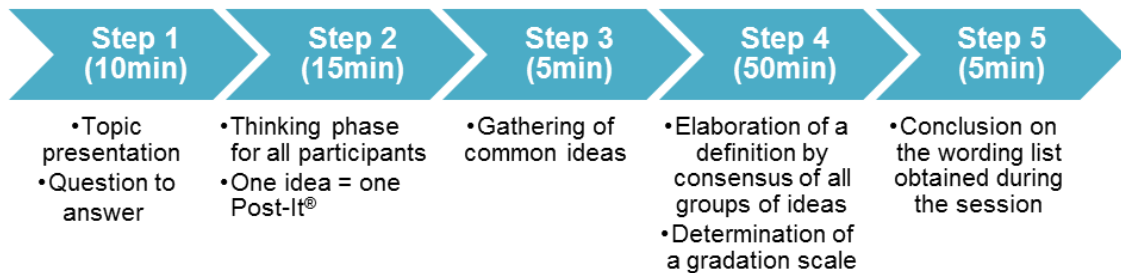 Step 1
(10min)
•Topic
presentation
•Question to
answer
Step 2
(15min)
•Thinking phase
for all participants
•One idea = one
Post-It®
Step 3
(5min)
•Gathering of
common ideas
Step 4
(50min)
•Elaboration of a
definition by
consensus of all
groups of ideas
•Determination of
a gradation scale
Step 5
(5min)
•Conclusion on
the wording list
obtained during
the session